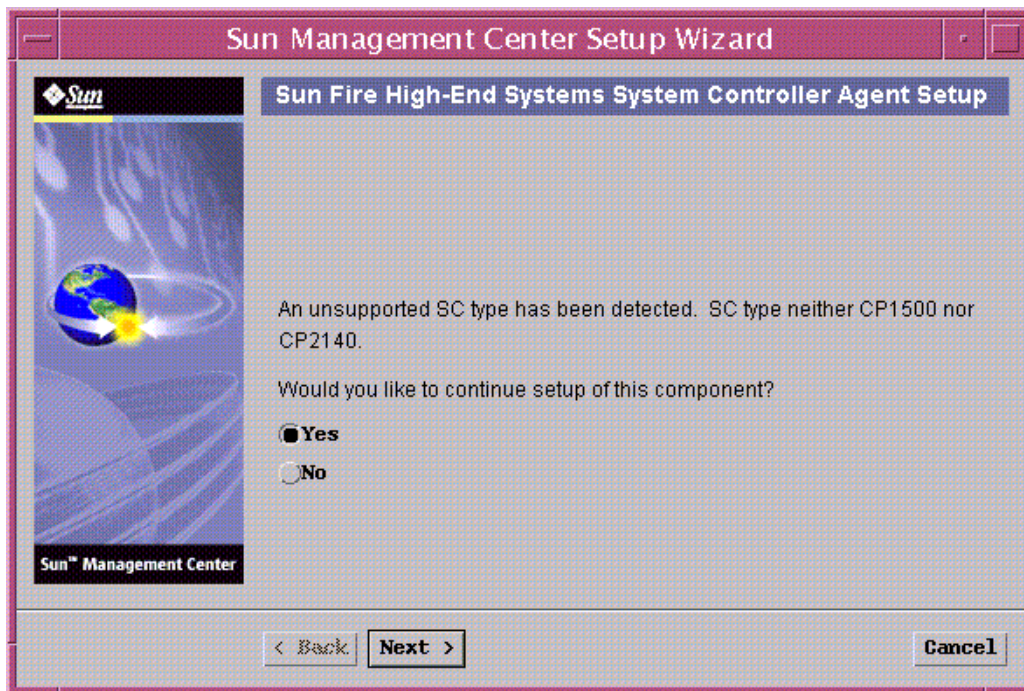 Sun Management Center Setup Wizard
Sun
Sun Fire High-End Systems System Controller Agent Setup
An unsupported SC type has been detected. SC type neither CP1500 nor
CP2140.
Would you like to continue setup of this component?
Yes
No
Sun™ Management Center
< Back
Next >
Cancel